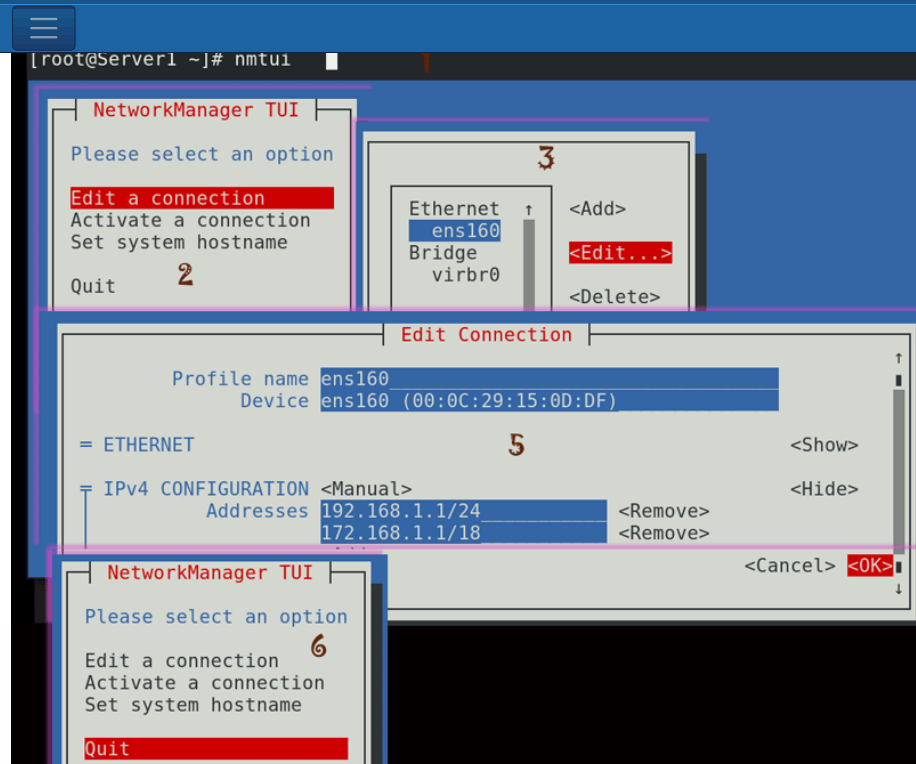 [root@Server1 ~]# nmtui
NetworkManager TUI
Please select an option
Edit a connection
Activate a connection
Set system hostname
Quit
2
3
Ethernet ↑
ens160
Bridge
virbr0
<Add>
<Edit...>
<Delete>
Edit Connection
Profile name ens160
Device ens160 (00:0C:29:15:0D:DF)
= ETHERNET <Show>
5
IPv4 CONFIGURATION <Manual> <Hide>
Addresses 192.168.1.1/24 <Remove>
172.168.1.1/18 <Remove>
<Cancel> <OK>
NetworkManager TUI
Please select an option
6
Edit a connection
Activate a connection
Set system hostname
Quit